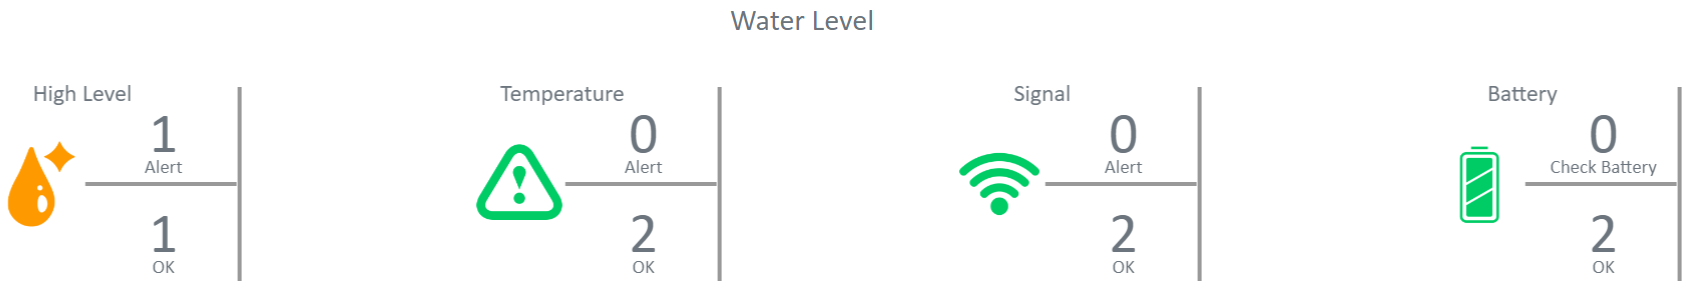 Water Level
High Level
1
Alert
1
OK
Temperature
0
Alert
2
OK
Signal
0
Alert
2
OK
Battery
0
Check Battery
2
OK